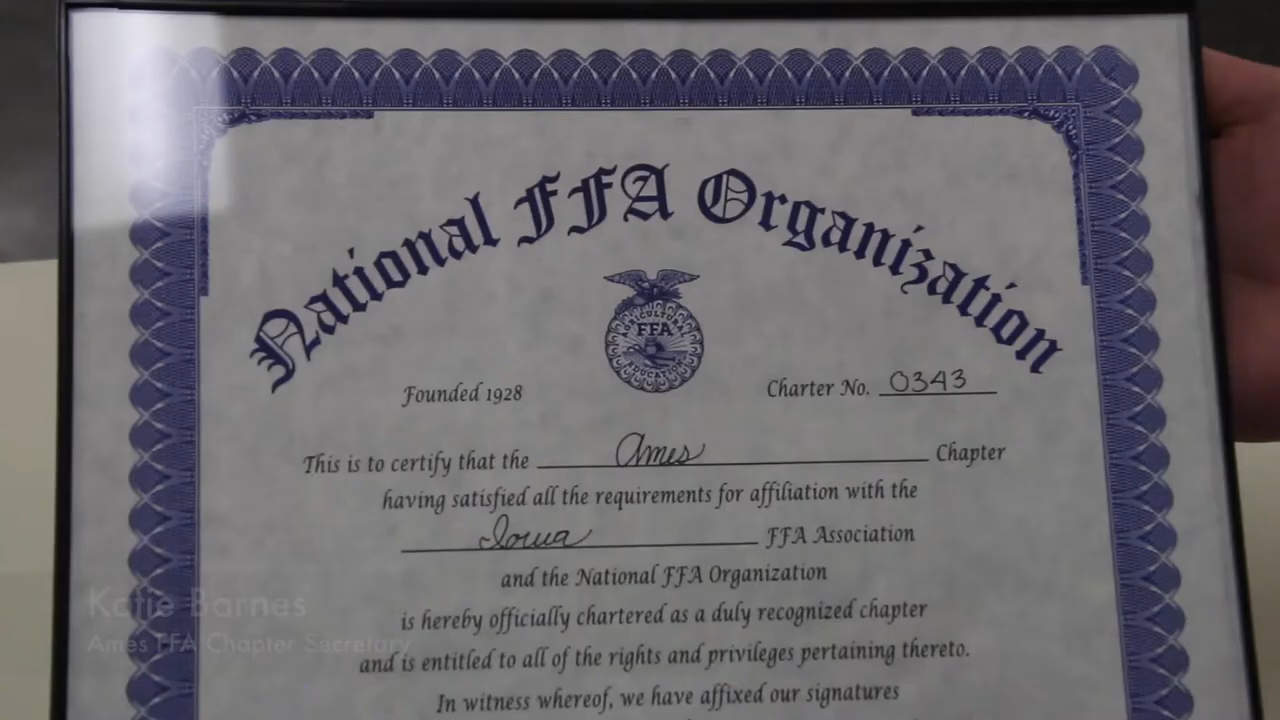 National FFA Organization
AGRICULTURAL
FFA
EDUCATION
Founded 1928
Charter No. 0343
This is to certify that the Ames Chapter
having satisfied all the requirements for affiliation with the
Iowa FFA Association
and the National FFA Organization
is hereby officially chartered as a duly recognized chapter
and is entitled to all of the rights and privileges pertaining thereto.
In witness whereof, we have affixed our signatures
Katie Barnes
Ames FFA Chapter Secretary